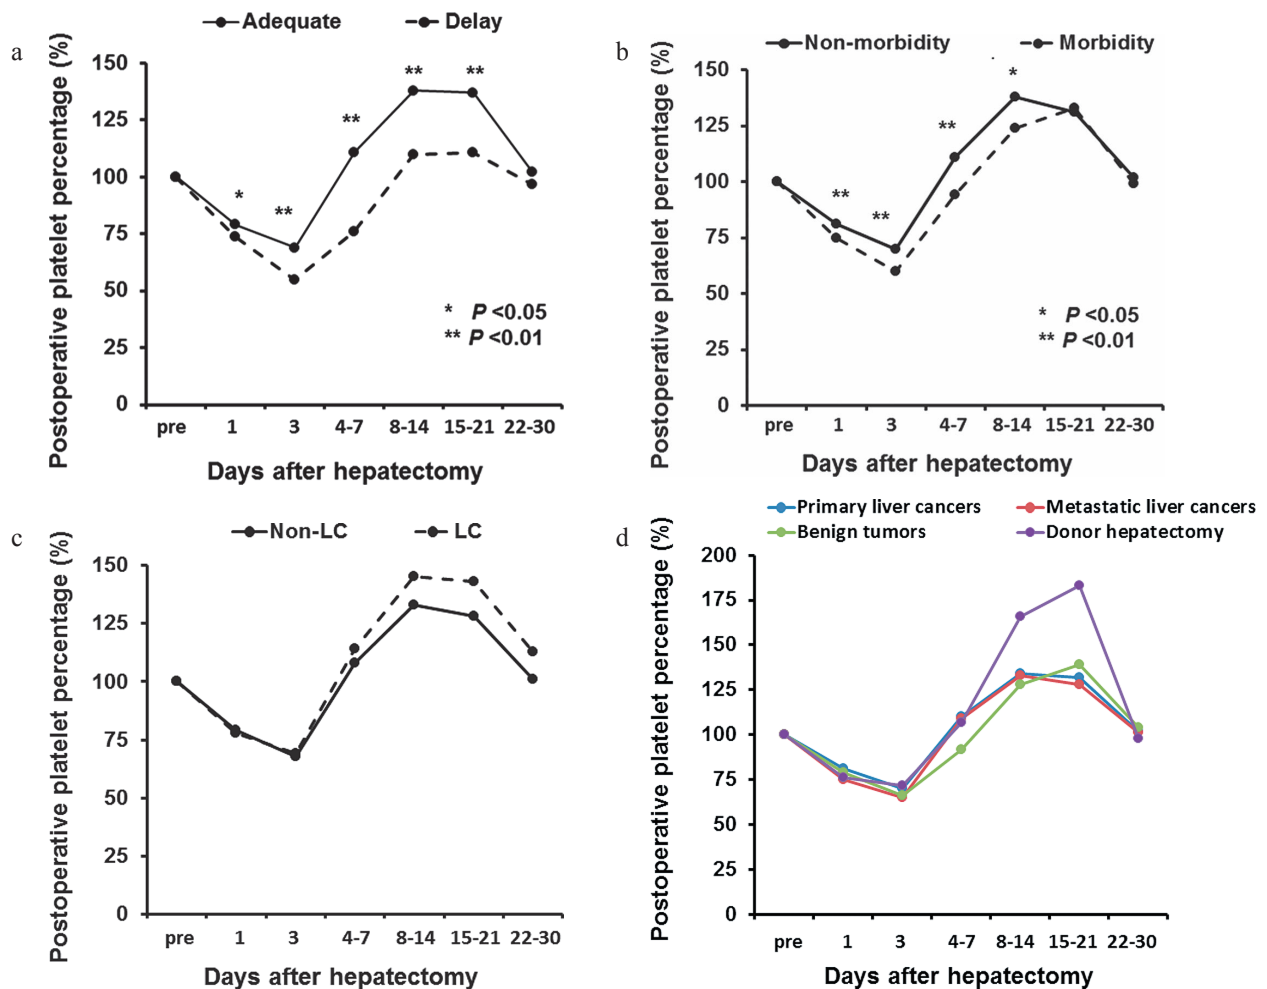 a
Adequate Delay
Postoperative platelet percentage (%)
150
125
100
75
50
25
0
* ** ** ** **
* P <0.05
** P <0.01
pre 1 3 4-7 8-14 15-21 22-30
Days after hepatectomy
b
Non-morbidity Morbidity
Postoperative platelet percentage (%)
150
125
100
75
50
25
0
** ** ** *
* P <0.05
** P <0.01
pre 1 3 4-7 8-14 15-21 22-30
Days after hepatectomy
c
Non-LC LC
Postoperative platelet percentage (%)
150
125
100
75
50
25
0
pre 1 3 4-7 8-14 15-21 22-30
Days after hepatectomy
d
Primary liver cancers Metastatic liver cancers
Benign tumors Donor hepatectomy
Postoperative platelet percentage (%)
200
175
150
125
100
75
50
25
0
pre 1 3 4-7 8-14 15-21 22-30
Days after hepatectomy